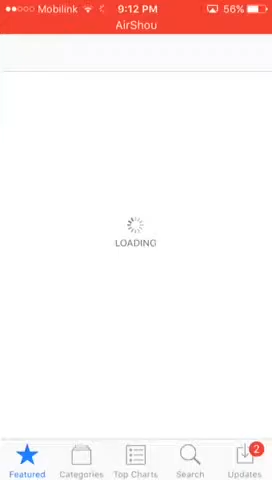 Mobilink 9:12 PM 56%
AirShou
LOADING
2
Featured Categories Top Charts Search Updates